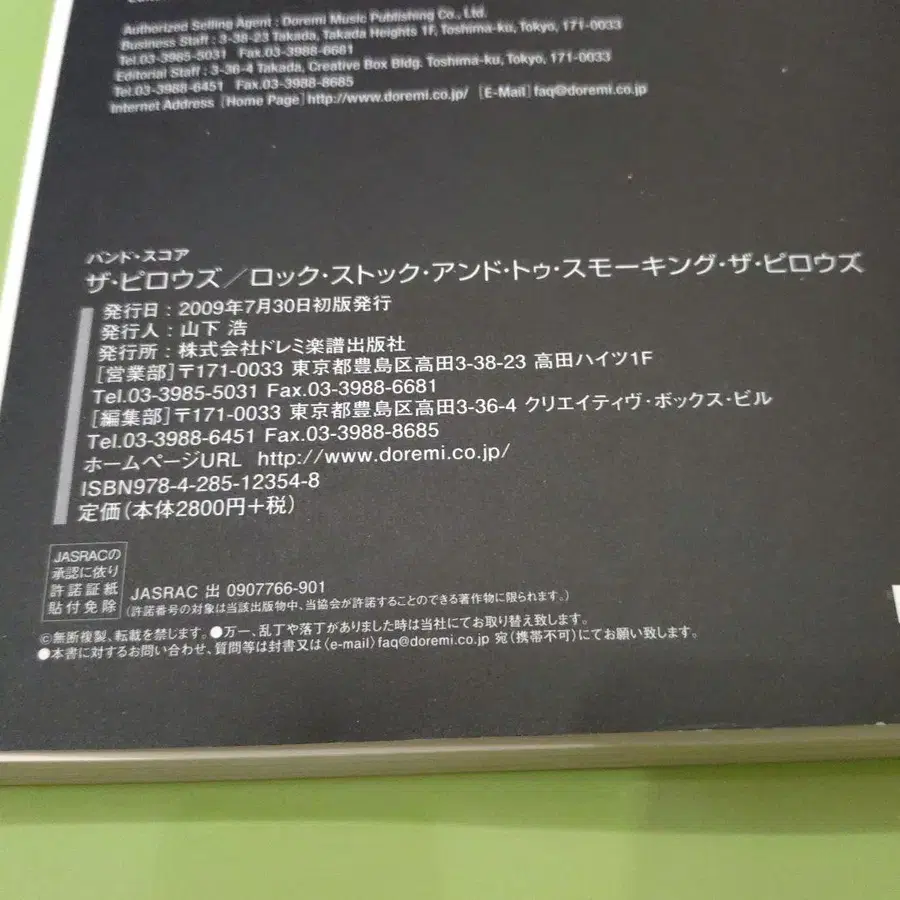 Authorized Selling Agent : Doremi Music Publishing Co., Ltd.
Business Staff : 3-38-23 Takada, Takada Heights 1F, Toshima-ku, Tokyo, 171-0033
Tel.03-3985-5031 Fax.03-3988-6681
Editorial Staff : 3-36-4 Takada, Creative Box Bldg. Toshima-ku, Tokyo, 171-0033
Tel.03-3988-6451 Fax.03-3988-8685
Internet Address [Home Page] http://www.doremi.co.jp/ [E-Mail] faq@doremi.co.jp
バンド・スコア
ザ・ピロウズ／ロック・ストック・アンド・トゥ・スモーキング・ザ・ピロウズ
発行日：2009年7月30日初版発行
発行人：山下 浩
発行所：株式会社ドレミ楽譜出版社
［営業部］〒171-0033 東京都豊島区高田3-38-23 高田ハイツ1F
Tel.03-3985-5031 Fax.03-3988-6681
［編集部］〒171-0033 東京都豊島区高田3-36-4 クリエイティヴ・ボックス・ビル
Tel.03-3988-6451 Fax.03-3988-8685
ホームページURL http://www.doremi.co.jp/
ISBN978-4-285-12354-8
定価（本体2800円＋税）
JASRACの
承認に依り
許諾証紙
貼付免除
JASRAC 出 0907766-901
（許諾番号の対象は当該出版物中、当協会が許諾することのできる著作物に限られます。）
©無断複製、転載を禁じます。●万一、乱丁や落丁がありました時は当社にてお取り替え致します。
●本書に対するお問い合わせ、質問等は封書又は〈e-mail〉faq@doremi.co.jp 宛（携帯不可）にてお願い致します。